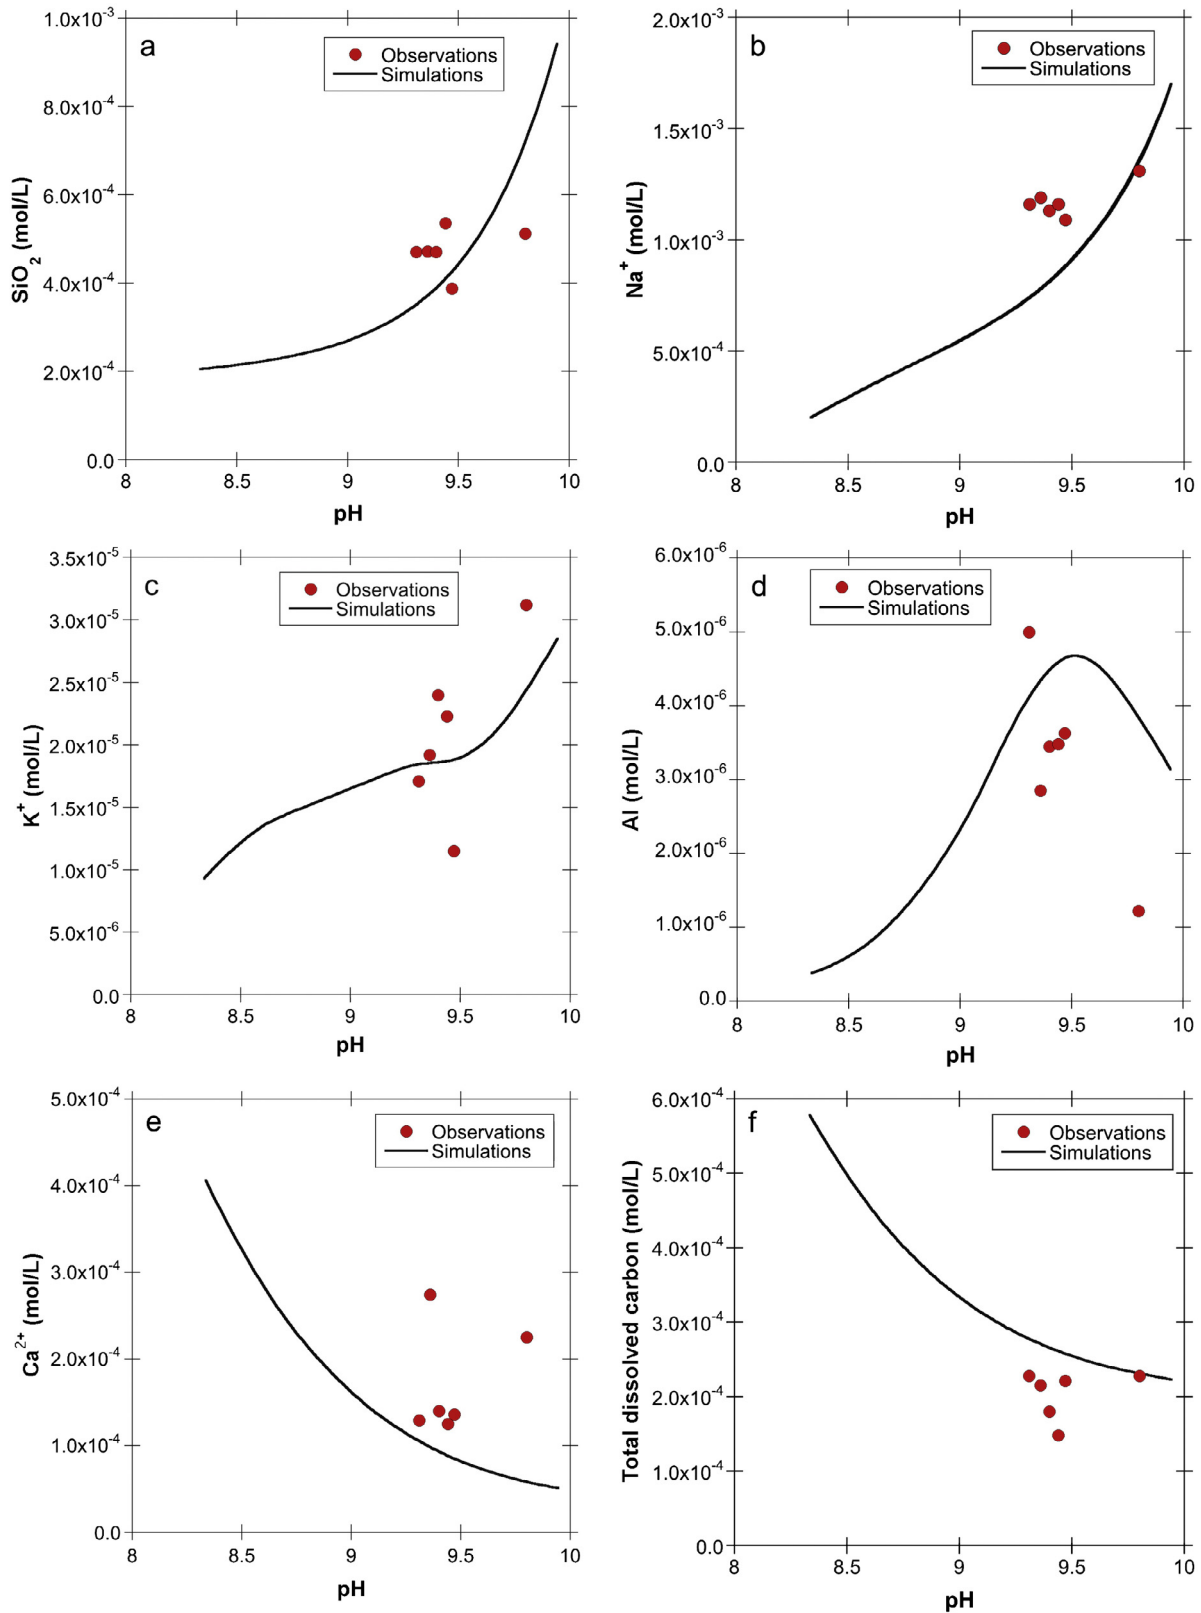 a
Observations
Simulations
SiO2 (mol/L)
1.0x10-3
8.0x10-4
6.0x10-4
4.0x10-4
2.0x10-4
0.0
8 8.5 9 9.5 10
pH
b
Observations
Simulations
Na+ (mol/L)
2.0x10-3
1.5x10-3
1.0x10-3
5.0x10-4
0.0
8 8.5 9 9.5 10
pH
c
Observations
Simulations
K+ (mol/L)
3.5x10-5
3.0x10-5
2.5x10-5
2.0x10-5
1.5x10-5
1.0x10-5
5.0x10-6
0.0
8 8.5 9 9.5 10
pH
d
Observations
Simulations
Al (mol/L)
6.0x10-6
5.0x10-6
4.0x10-6
3.0x10-6
2.0x10-6
1.0x10-6
0.0
8 8.5 9 9.5 10
pH
e
Observations
Simulations
Ca2+ (mol/L)
5.0x10-4
4.0x10-4
3.0x10-4
2.0x10-4
1.0x10-4
0.0
8 8.5 9 9.5 10
pH
f
Observations
Simulations
Total dissolved carbon (mol/L)
6.0x10-4
5.0x10-4
4.0x10-4
3.0x10-4
2.0x10-4
1.0x10-4
0.0
8 8.5 9 9.5 10
pH